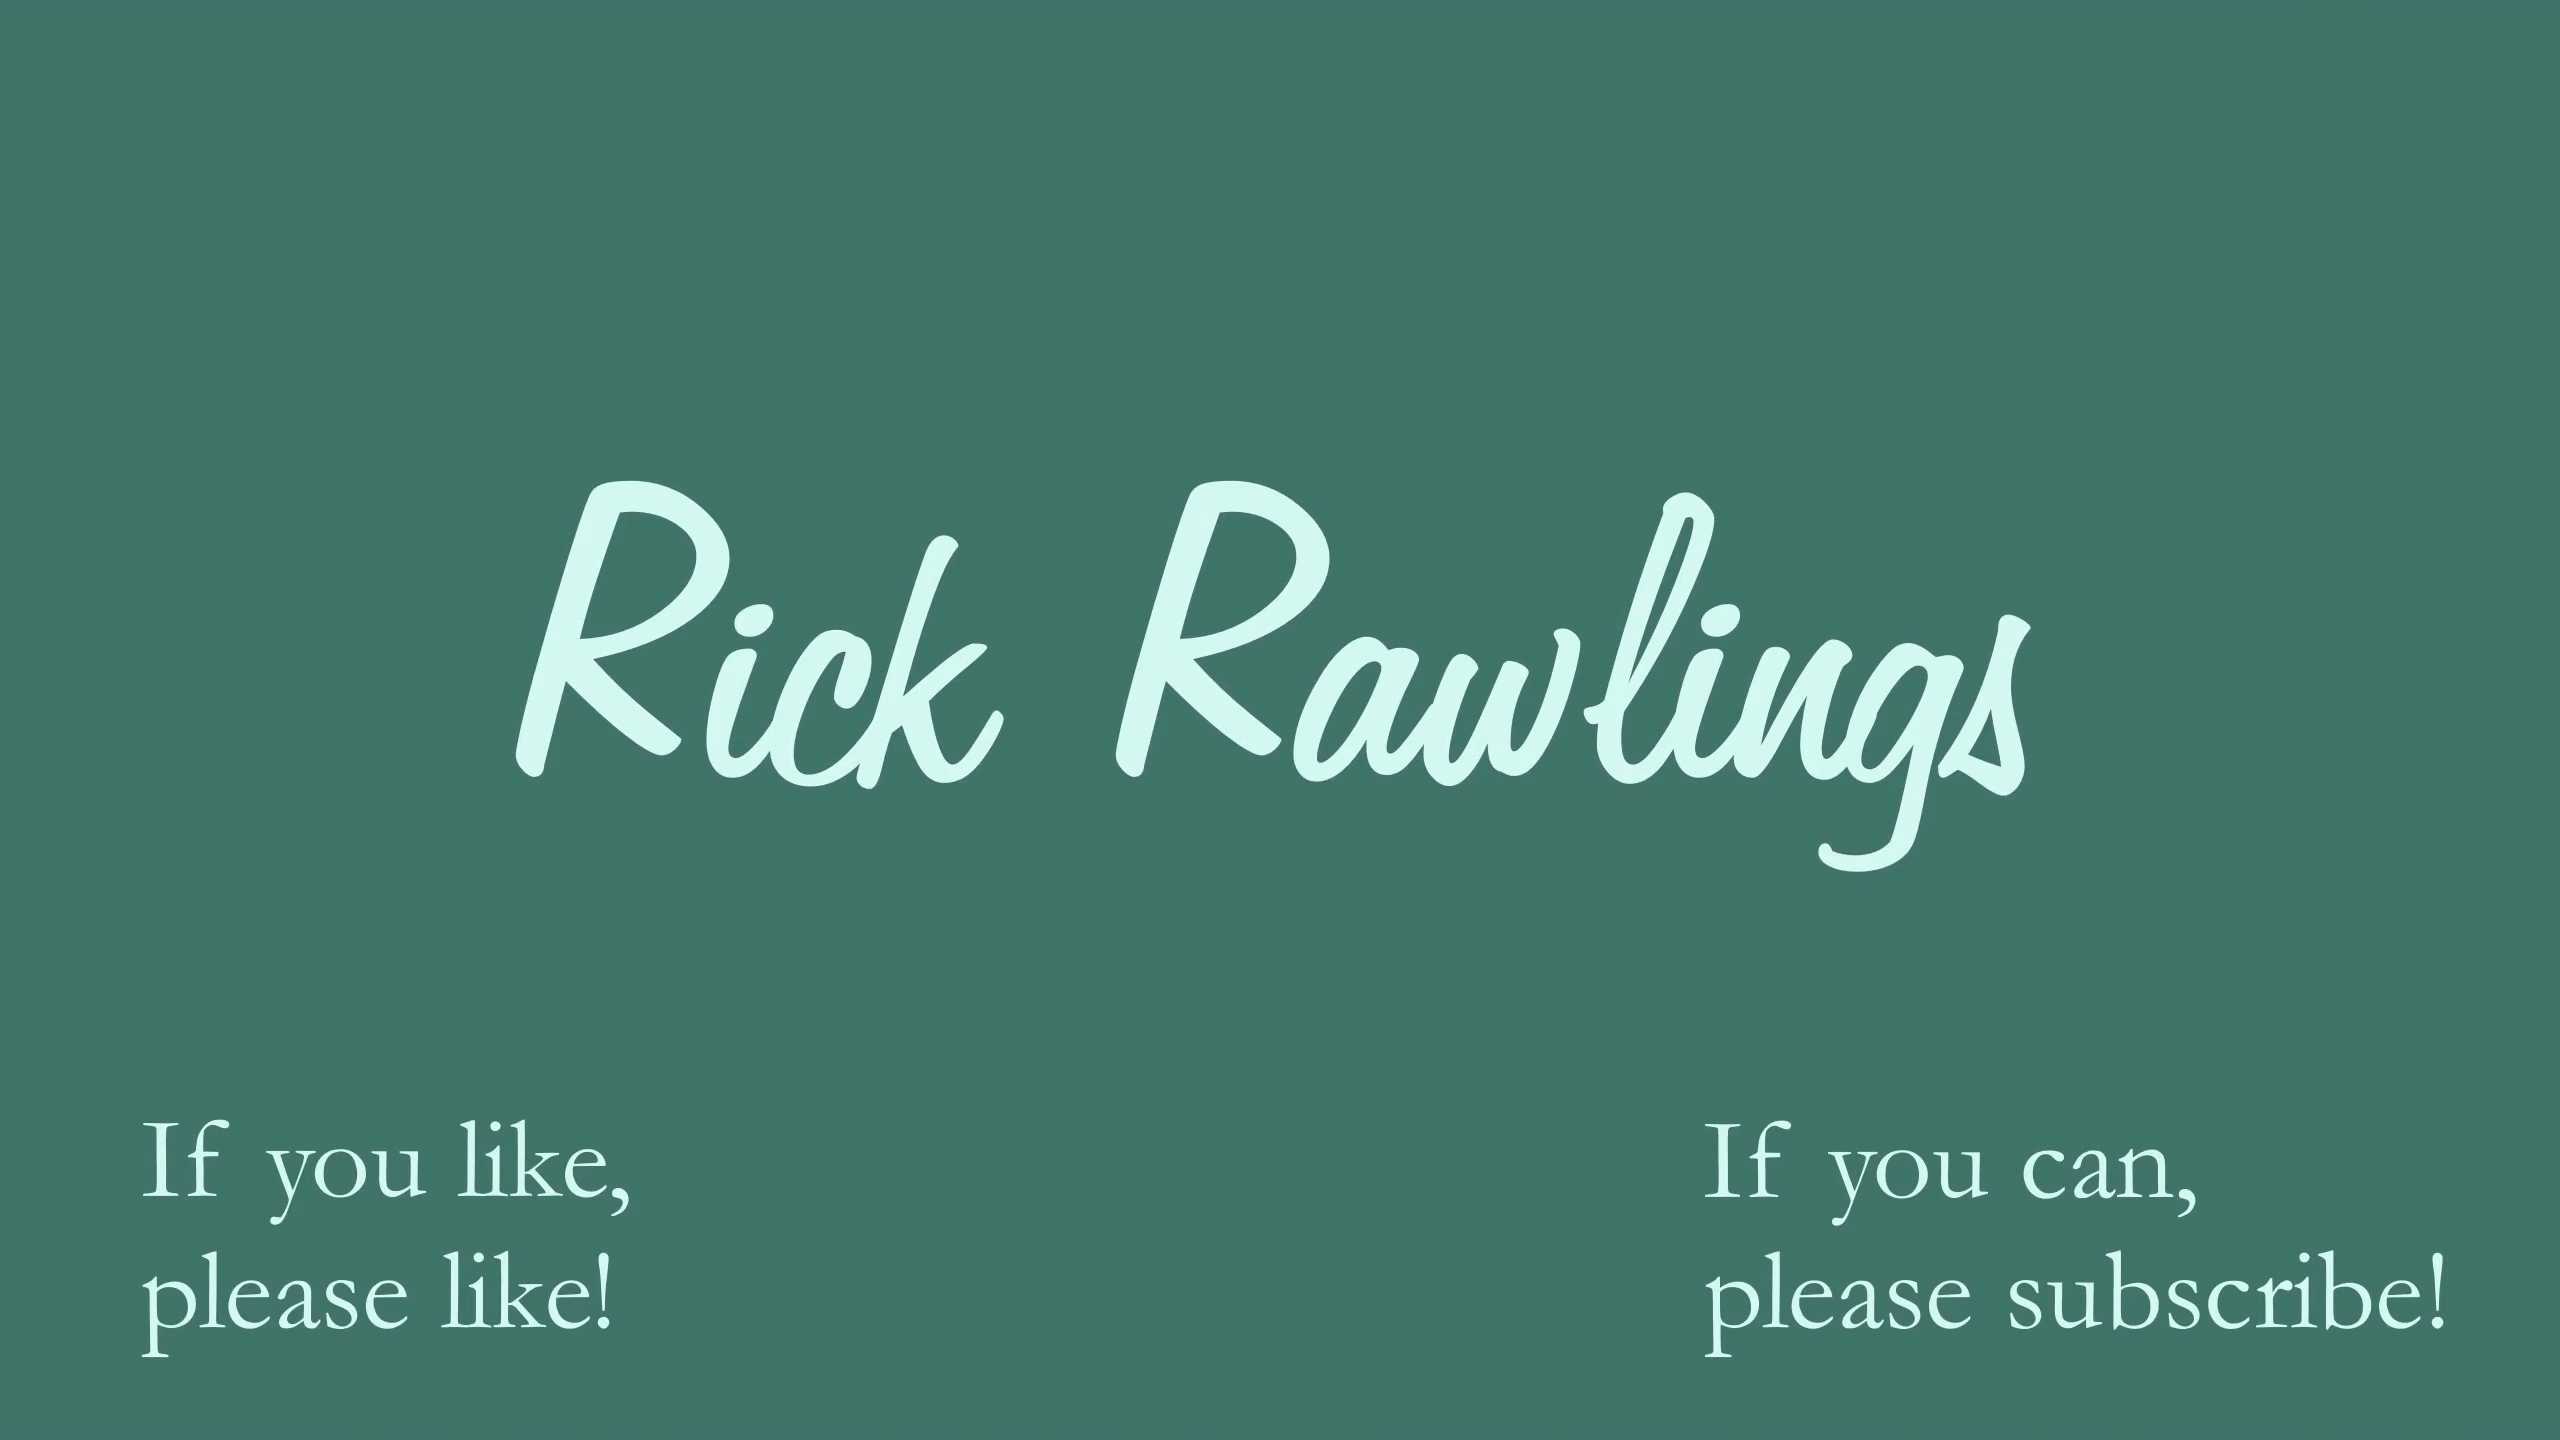 Rick Rawlings
If you like,
please like!
If you can,
please subscribe!